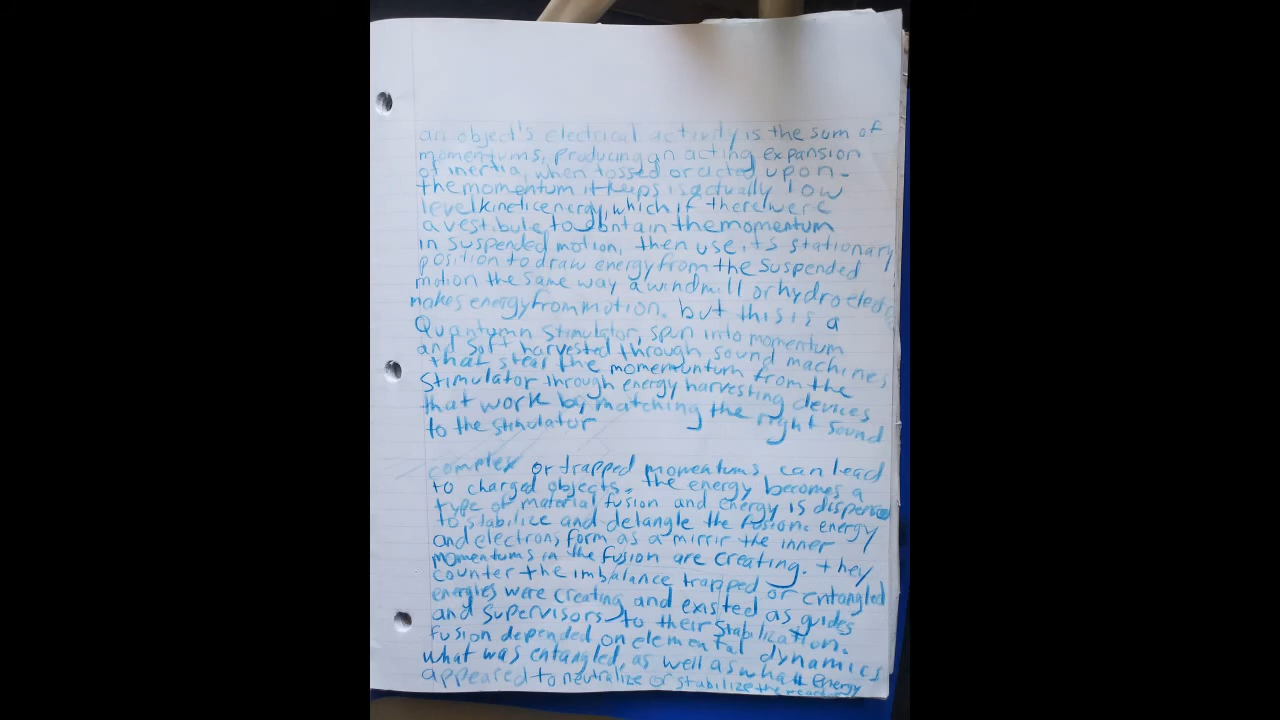 an object's electrical activity is the sum of
momentums, producing an acting expansion
of inertia, when tossed or acted upon.
the momentum it keeps is actually low
level kinetic energy, which if there were
a vestibule to contain the momentum
in suspended motion, then use its stationary
position to draw energy from the suspended
motion the same way a windmill or hydro
makes energy from motion. but this is a
Quantumn Stimulator, spun into momentum
and soft harvested through sound machines
that steal the momentum from the
Stimulator through energy harvesting devices
that work by matching the right sound
to the stimulator
complex or trapped momentums can lead
to charged objects. the energy becomes a
type of material fusion and energy is
to stabilize and detangle the fusion. energy
and electrons form as a mirrir the inner
momentums in the fusion are creating. they
counter the imbalance trapped or entangled
energies were creating and existed as guides
and supervisors to their stabilization.
fusion depended on elemental dynamics
what was entangled, as well as what energy
appeared to neutralize or stabilize the